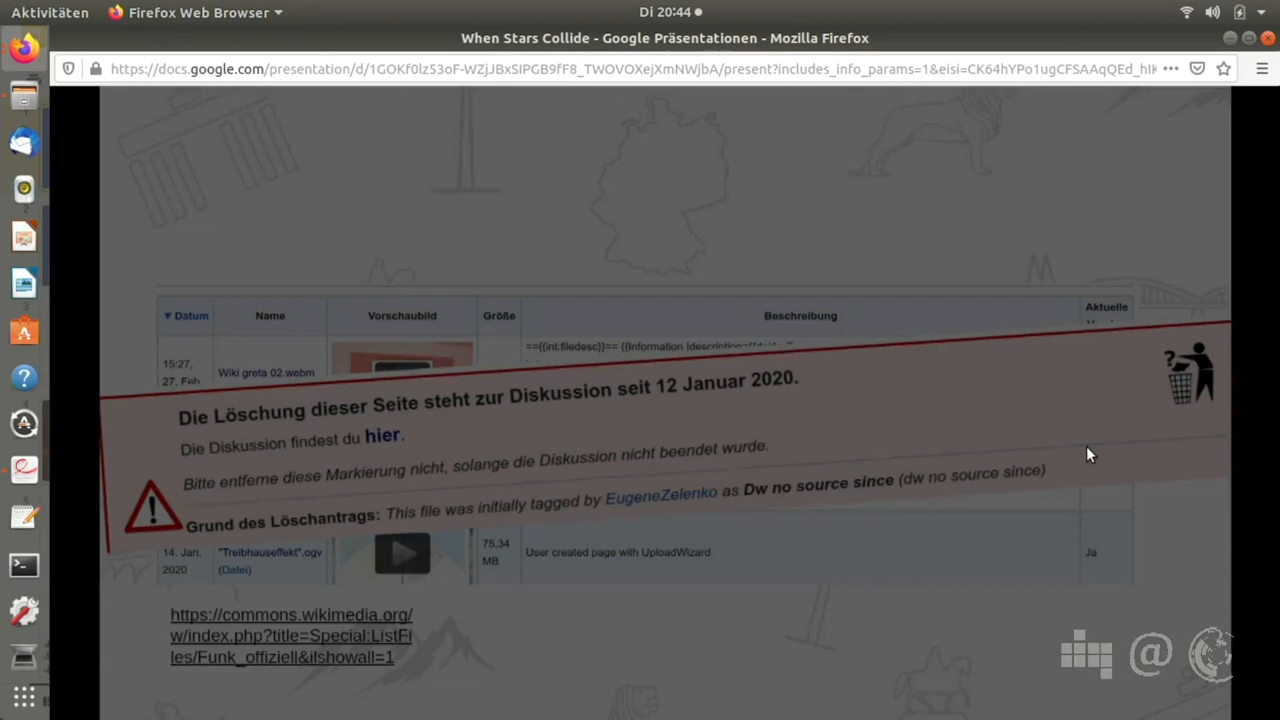 Aktivitäten
Firefox Web Browser
Di 20:44
When Stars Collide - Google Präsentationen - Mozilla Firefox
https://docs.google.com/presentation/d/1GOKf0lz53oF-WZjJBxSIPGB9fF8_TWOVOXejXmNWjbA/present?includes_info_params=1&eisi=CK64hYPo1ugCFSAAqQEd_hIK
Datum
Name
Vorschaubild
Größe
Beschreibung
Aktuelle
15:27,
27. Feb
Wiki greta 02.webm
=={{int:filedesc}}== {{Information |description=
Die Löschung dieser Seite steht zur Diskussion seit 12 Januar 2020.
Die Diskussion findest du hier.
Bitte entferne diese Markierung nicht, solange die Diskussion nicht beendet wurde.
Grund des Löschantrags: This file was initially tagged by EugeneZelenko as Dw no source since (dw no source since)
14. Jan.
2020
"Treibhauseffekt".ogv
(Datei)
75,34
MB
User created page with UploadWizard
Ja
https://commons.wikimedia.org/
w/index.php?title=Special:ListFi
les/Funk_offiziell&ilshowall=1